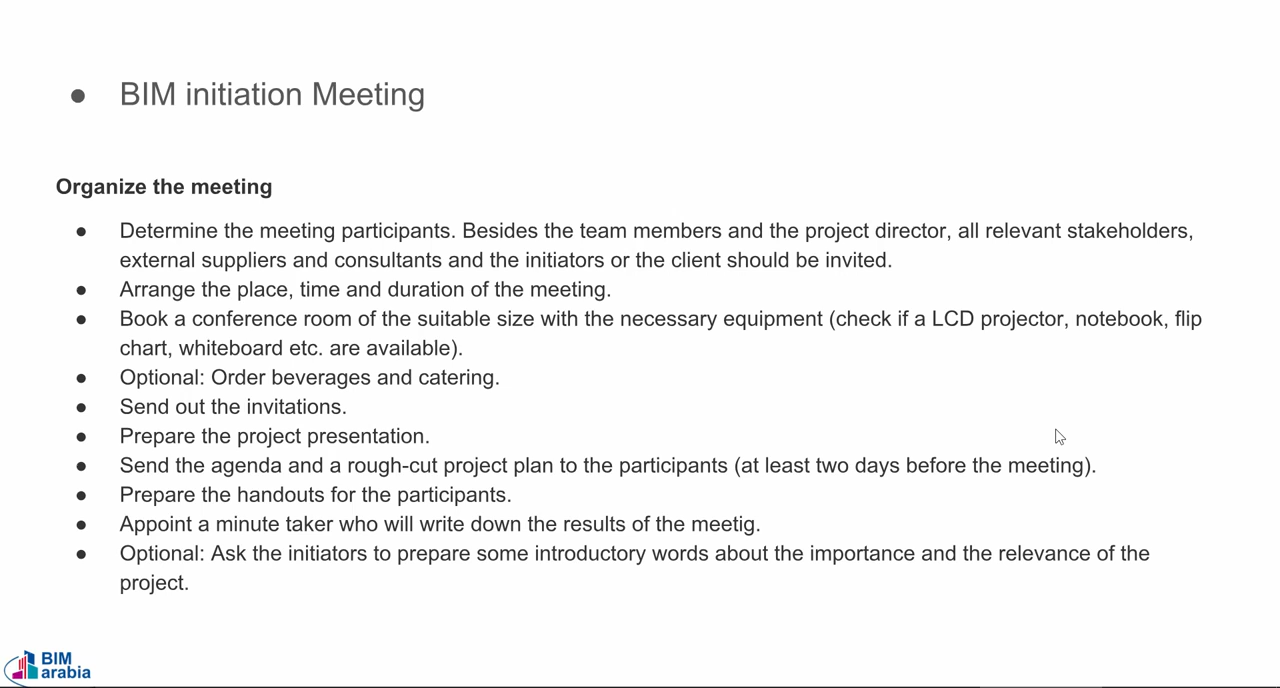 ● BIM initiation Meeting
Organize the meeting
● Determine the meeting participants. Besides the team members and the project director, all relevant stakeholders,
external suppliers and consultants and the initiators or the client should be invited.
● Arrange the place, time and duration of the meeting.
● Book a conference room of the suitable size with the necessary equipment (check if a LCD projector, notebook, flip
chart, whiteboard etc. are available).
● Optional: Order beverages and catering.
● Send out the invitations.
● Prepare the project presentation.
● Send the agenda and a rough-cut project plan to the participants (at least two days before the meeting).
● Prepare the handouts for the participants.
● Appoint a minute taker who will write down the results of the meetig.
● Optional: Ask the initiators to prepare some introductory words about the importance and the relevance of the
project.
BIM
arabia